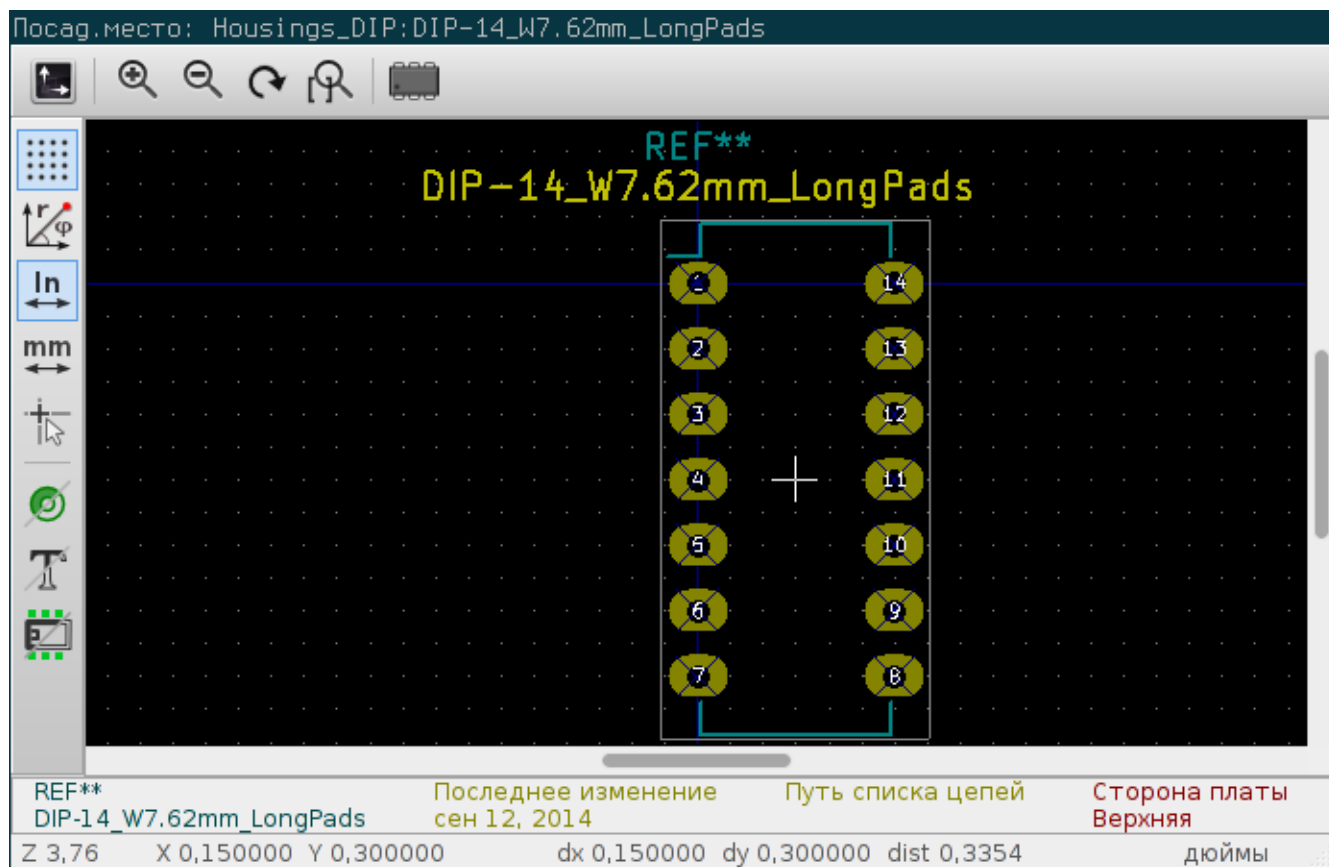 Посад.место: Housings_DIP:DIP-14_W7.62mm_LongPads
r
φ
In
mm
REF**
DIP-14_W7.62mm_LongPads
1 14
2 13
3 12
4 11
5 10
6 9
7 8
REF** Последнее изменение Путь списка цепей Сторона платы
DIP-14_W7.62mm_LongPads сен 12, 2014 Верхняя
Z 3,76 X 0,150000 Y 0,300000 dx 0,150000 dy 0,300000 dist 0,3354 дюймы